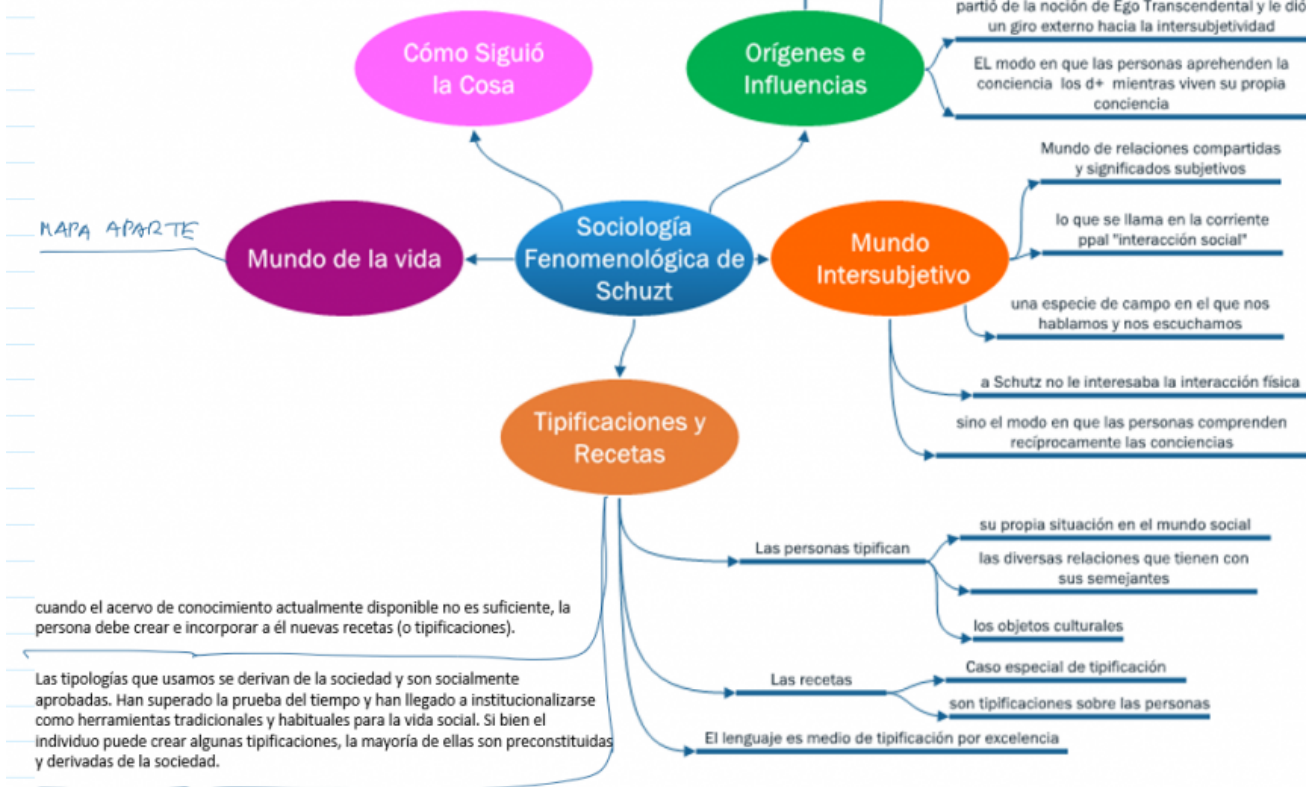 partió de la noción de Ego Transcendental y le dió
un giro externo hacia la intersubjetividad
Cómo Siguió
la Cosa
Orígenes e
Influencias
EL modo en que las personas aprehenden la
conciencia los d+ mientras viven su propia
conciencia
Mundo de relaciones compartidas
y significados subjetivos
MAPA APARTE
Mundo de la vida
Sociología
Fenomenológica de
Schuzt
Mundo
Intersubjetivo
lo que se llama en la corriente
ppal "interacción social"
una especie de campo en el que nos
hablamos y nos escuchamos
a Schutz no le interesaba la interacción física
sino el modo en que las personas comprenden
recíprocamente las conciencias
Tipificaciones y
Recetas
Las personas tipifican
su propia situación en el mundo social
las diversas relaciones que tienen con
sus semejantes
los objetos culturales
cuando el acervo de conocimiento actualmente disponible no es suficiente, la
persona debe crear e incorporar a él nuevas recetas (o tipificaciones).
Las recetas
Caso especial de tipificación
son tipificaciones sobre las personas
El lenguaje es medio de tipificación por excelencia
Las tipologías que usamos se derivan de la sociedad y son socialmente
aprobadas. Han superado la prueba del tiempo y han llegado a institucionalizarse
como herramientas tradicionales y habituales para la vida social. Si bien el
individuo puede crear algunas tipificaciones, la mayoría de ellas son preconstituidas
y derivadas de la sociedad.